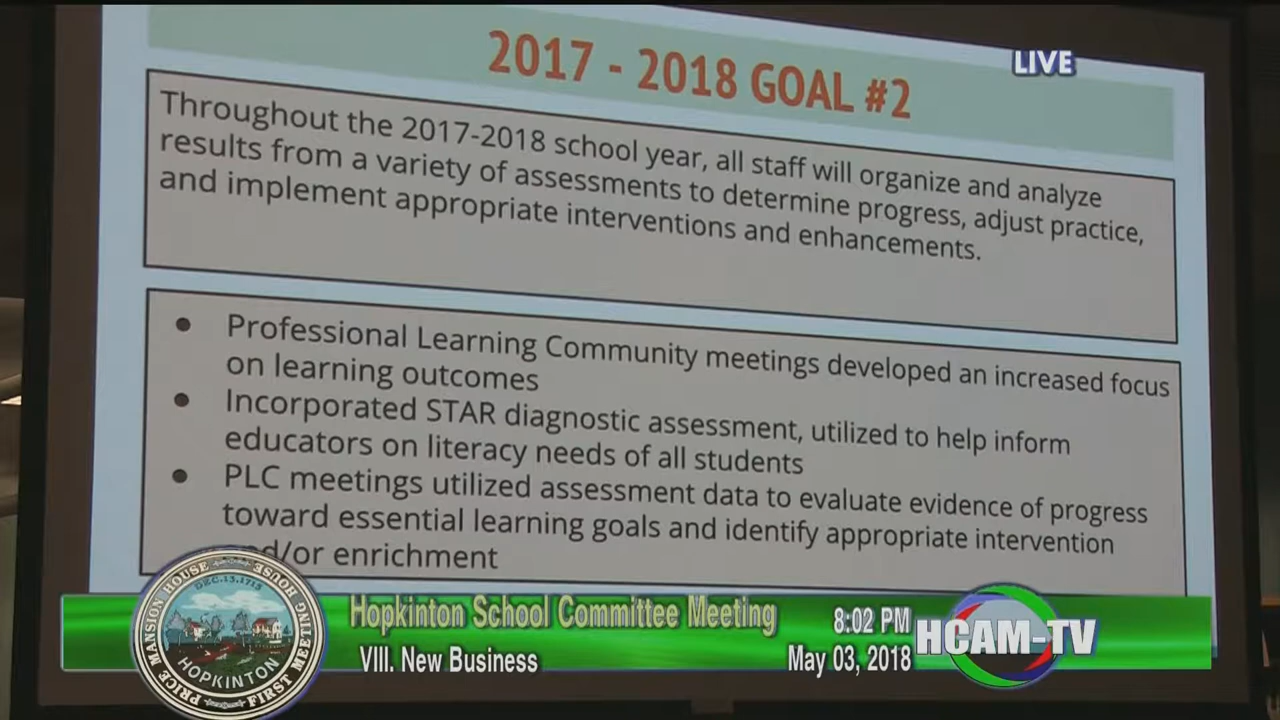 2017 - 2018 GOAL #2
LIVE
Throughout the 2017-2018 school year, all staff will organize and analyze
results from a variety of assessments to determine progress, adjust practice,
and implement appropriate interventions and enhancements.
● Professional Learning Community meetings developed an increased focus
on learning outcomes
● Incorporated STAR diagnostic assessment, utilized to help inform
educators on literacy needs of all students
● PLC meetings utilized assessment data to evaluate evidence of progress
toward essential learning goals and identify appropriate intervention
and/or enrichment
PRICE MANSION HOUSE FIRST MEETING HOUSE
DEC.13.1715
HOPKINTON
Hopkinton School Committee Meeting
8:02 PM
VIII. New Business
May 03, 2018
HCAM-TV